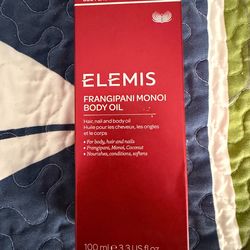 ELEMIS
FRANGIPANI MONOI
BODY OIL
Hair, nail and body oil
Huile pour les cheveux, les ongles
et le corps
• For body, hair and nails
• Frangipani, Monoi, Coconut
• Nourishes, conditions, softens
100 ml e 3.3 US fl oz